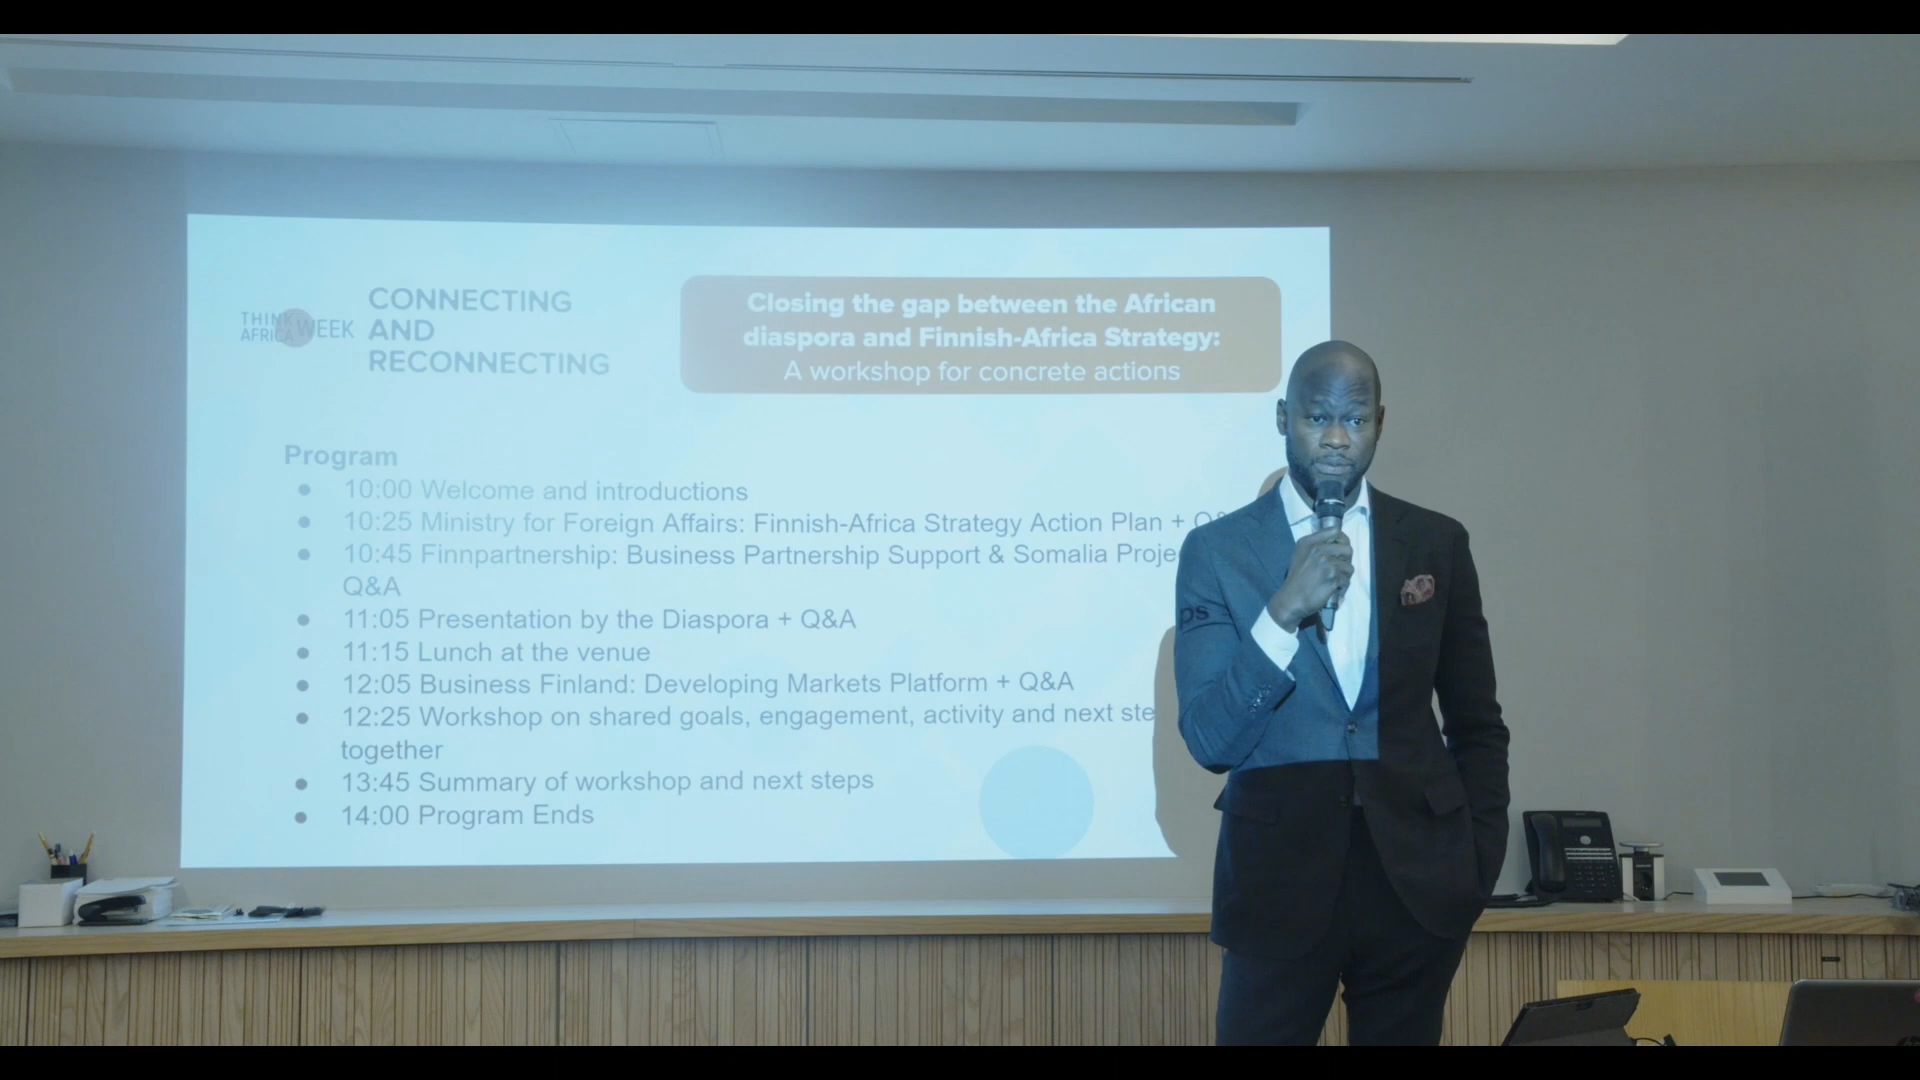 THINK
AFRICA WEEK
CONNECTING
AND
RECONNECTING
Closing the gap between the African
diaspora and Finnish-Africa Strategy:
A workshop for concrete actions
Program
• 10:00 Welcome and introductions
• 10:25 Ministry for Foreign Affairs: Finnish-Africa Strategy Action Plan +
• 10:45 Finnpartnership: Business Partnership Support & Somalia Proje
Q&A
• 11:05 Presentation by the Diaspora + Q&A
• 11:15 Lunch at the venue
• 12:05 Business Finland: Developing Markets Platform + Q&A
• 12:25 Workshop on shared goals, engagement, activity and next ste ps
together
• 13:45 Summary of workshop and next steps
• 14:00 Program Ends